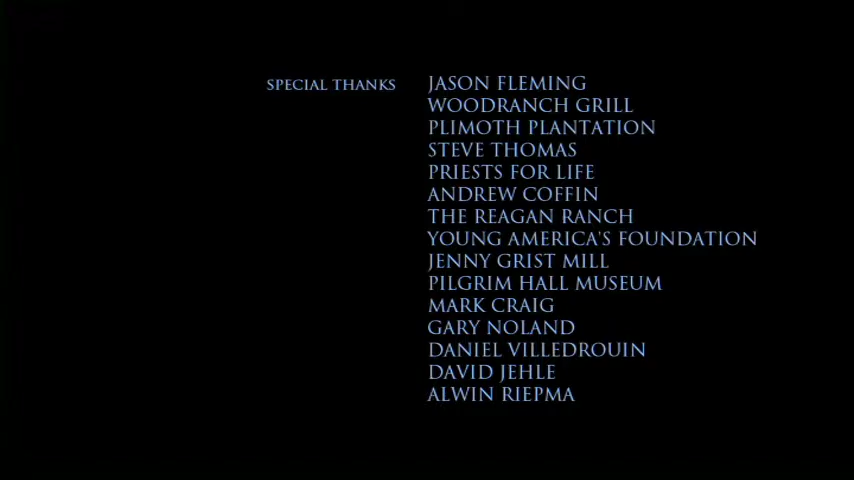 SPECIAL THANKS JASON FLEMING
WOODRANCH GRILL
PLIMOTH PLANTATION
STEVE THOMAS
PRIESTS FOR LIFE
ANDREW COFFIN
THE REAGAN RANCH
YOUNG AMERICA'S FOUNDATION
JENNY GRIST MILL
PILGRIM HALL MUSEUM
MARK CRAIG
GARY NOLAND
DANIEL VILLEDROUIN
DAVID JEHLE
ALWIN RIEPMA